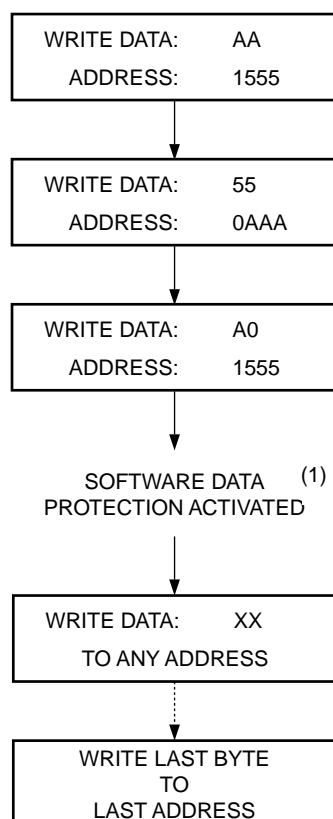 WRITE DATA: AA
ADDRESS: 1555
WRITE DATA: 55
ADDRESS: 0AAA
WRITE DATA: A0
ADDRESS: 1555
SOFTWARE DATA (1)
PROTECTION ACTIVATED
WRITE DATA: XX
TO ANY ADDRESS
WRITE LAST BYTE
TO
LAST ADDRESS